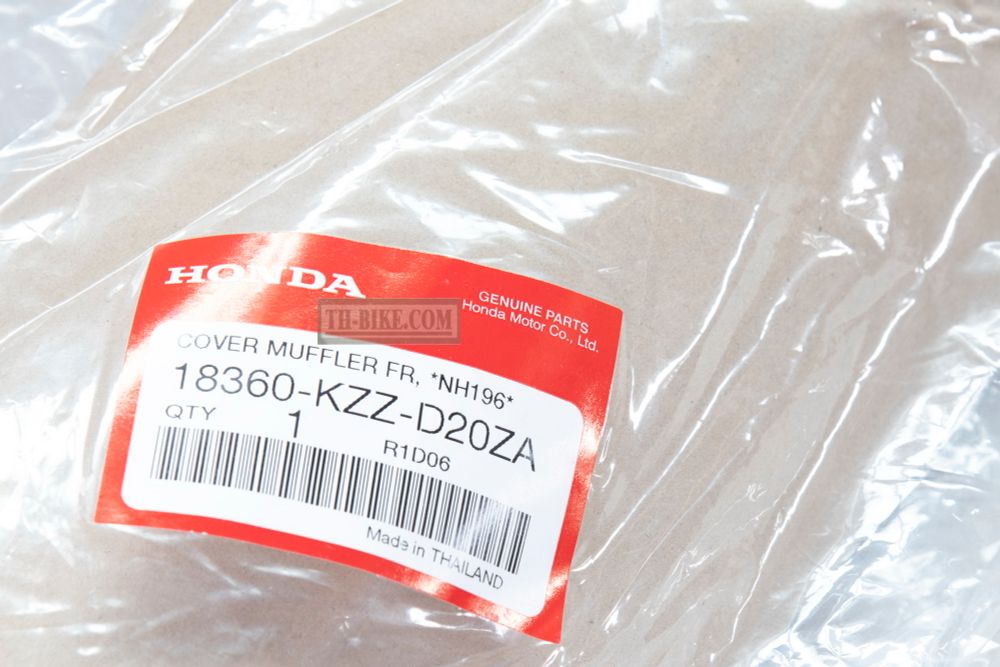 HONDA
GENUINE PARTS
Honda Motor Co., Ltd.
TH-BIKE.COM
COVER MUFFLER FR, *NH196*
18360-KZZ-D20ZA
QTY 1 R1D06
Made in THAILAND